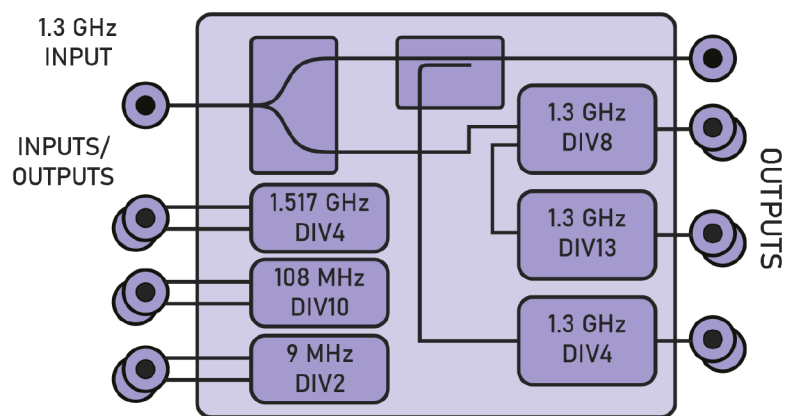 1.3 GHz
INPUT
INPUTS/
OUTPUTS
1.517 GHz
DIV4
108 MHz
DIV10
9 MHz
DIV2
1.3 GHz
DIV8
1.3 GHz
DIV13
1.3 GHz
DIV4
OUTPUTS